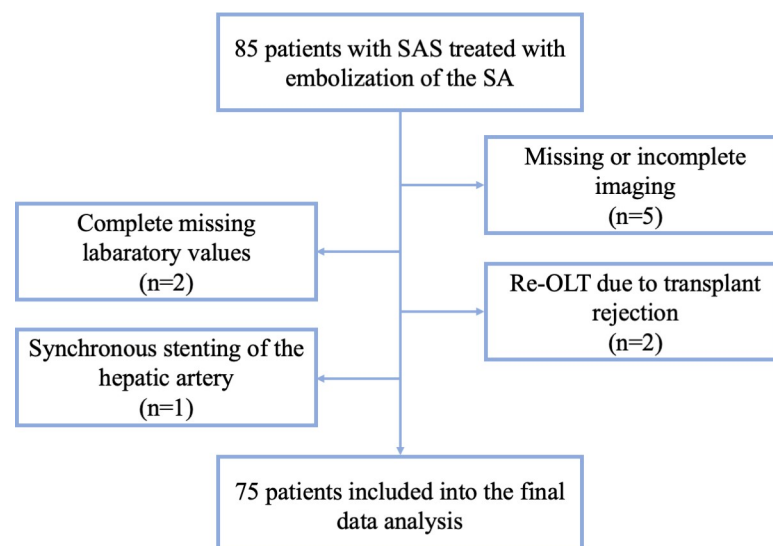 85 patients with SAS treated with
embolization of the SA
Missing or incomplete
imaging
(n=5)
Complete missing
labaratory values
(n=2)
Re-OLT due to transplant
rejection
(n=2)
Synchronous stenting of the
hepatic artery
(n=1)
75 patients included into the final
data analysis